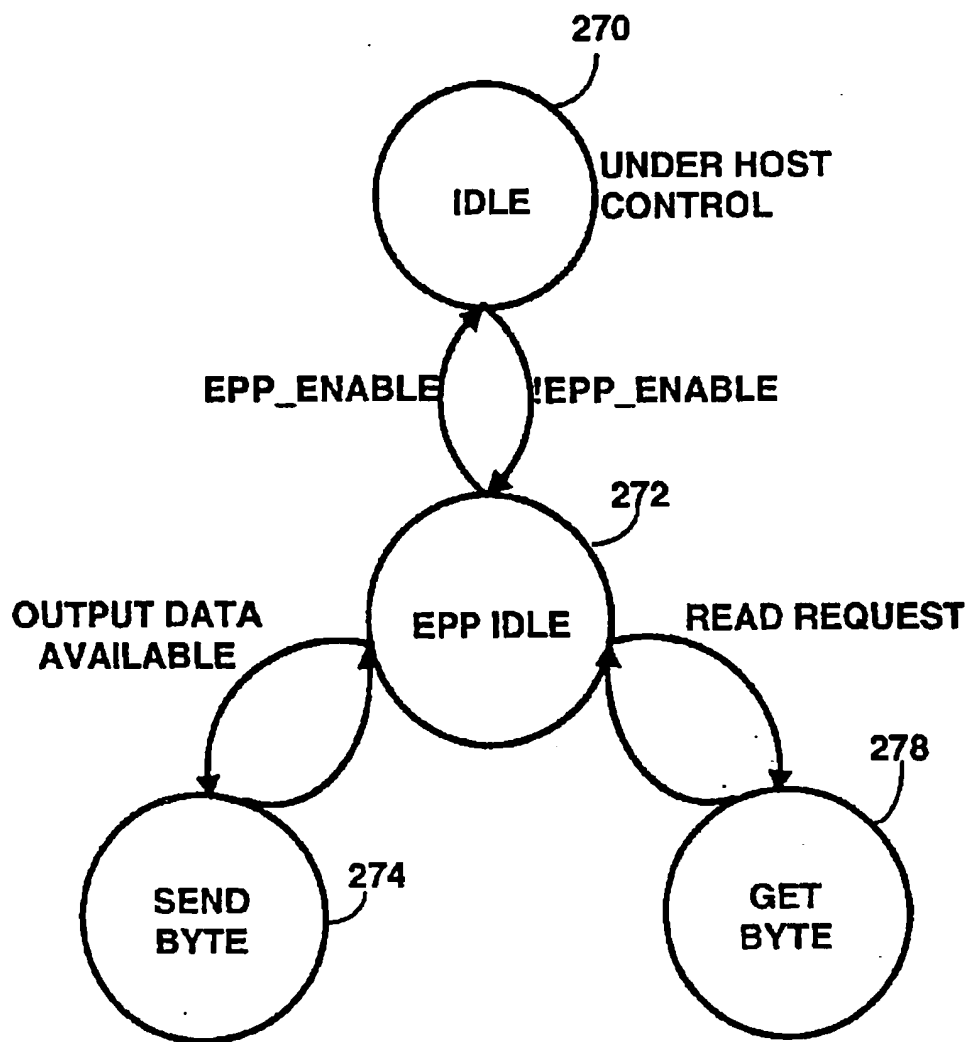 270
IDLE
UNDER HOST
CONTROL
EPP_ENABLE
!EPP_ENABLE
272
EPP IDLE
OUTPUT DATA
AVAILABLE
READ REQUEST
278
274
SEND
BYTE
GET
BYTE